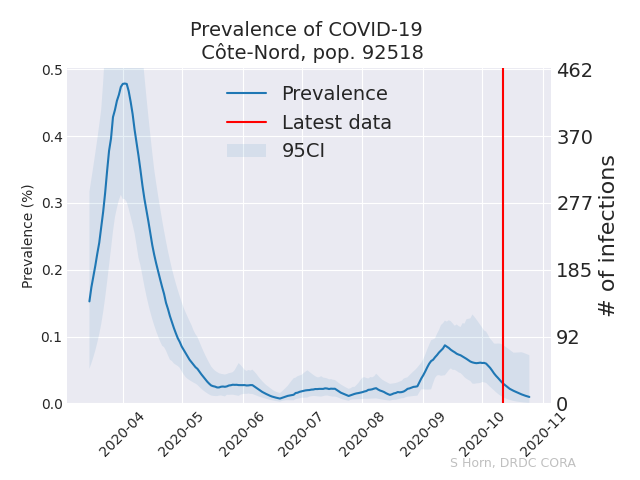 Prevalence of COVID-19
Côte-Nord, pop. 92518
Prevalence
Latest data
95CI
0.5
0.4
0.3
0.2
0.1
0.0
Prevalence (%)
462
370
277
185
92
0
# of infections
2020-04
2020-05
2020-06
2020-07
2020-08
2020-09
2020-10
2020-11
S Horn, DRDC CORA